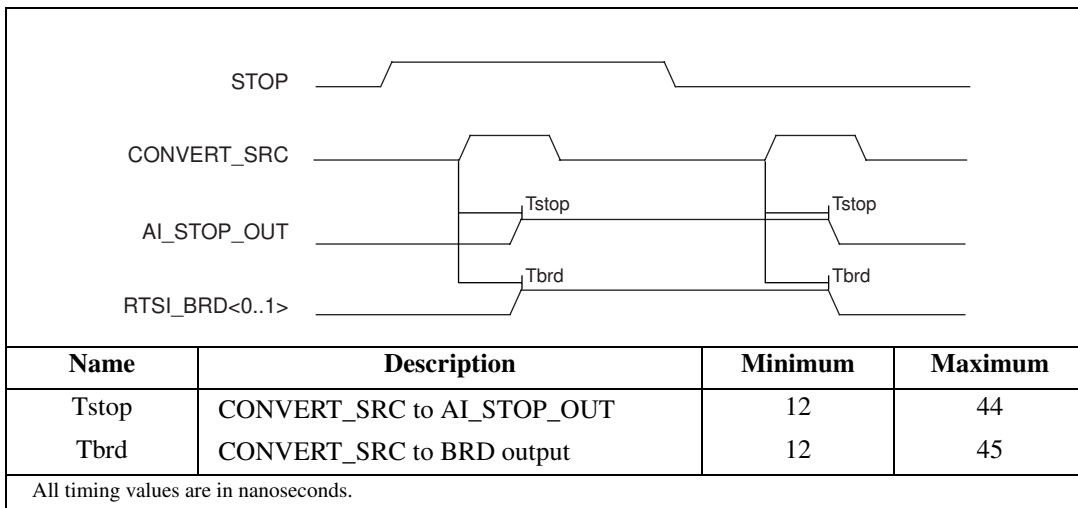 STOP
CONVERT_SRC
Tstop Tstop
AI_STOP_OUT
Tbrd Tbrd
RTSI_BRD<0..1>
Name Description Minimum Maximum
Tstop CONVERT_SRC to AI_STOP_OUT 12 44
Tbrd CONVERT_SRC to BRD output 12 45
All timing values are in nanoseconds.